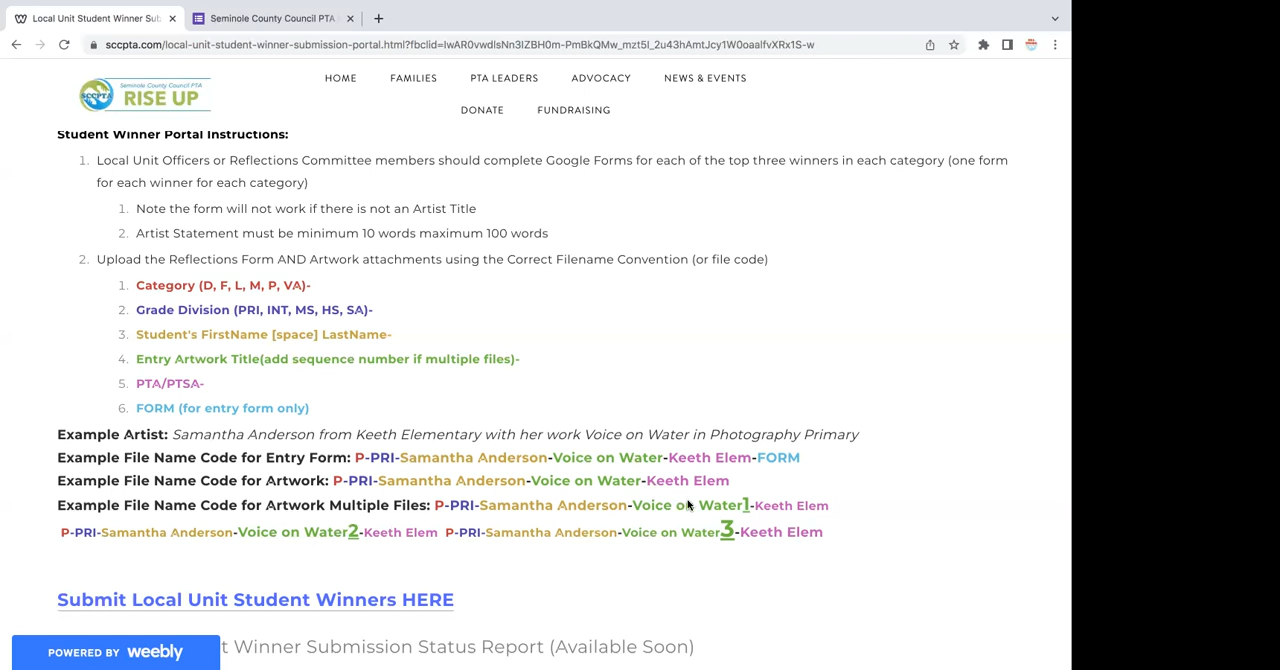 Local Unit Student Winner Sub
Seminole County Council PTA
sccpta.com/local-unit-student-winner-submission-portal.html?fbclid=IwAR0vwdlsNn3IZBH0m-PmBkQMw_mzt5I_2u43hAmtJcy1W0oaalfvXRx1S-w
Seminole County Council PTA
SCCPTA
RISE UP
HOME FAMILIES PTA LEADERS ADVOCACY NEWS & EVENTS
DONATE FUNDRAISING
Student Winner Portal Instructions:
1. Local Unit Officers or Reflections Committee members should complete Google Forms for each of the top three winners in each category (one form
for each winner for each category)
1. Note the form will not work if there is not an Artist Title
2. Artist Statement must be minimum 10 words maximum 100 words
2. Upload the Reflections Form AND Artwork attachments using the Correct Filename Convention (or file code)
1. Category (D, F, L, M, P, VA)-
2. Grade Division (PRI, INT, MS, HS, SA)-
3. Student's FirstName [space] LastName-
4. Entry Artwork Title(add sequence number if multiple files)-
5. PTA/PTSA-
6. FORM (for entry form only)
Example Artist: Samantha Anderson from Keeth Elementary with her work Voice on Water in Photography Primary
Example File Name Code for Entry Form: P-PRI-Samantha Anderson-Voice on Water-Keeth Elem-FORM
Example File Name Code for Artwork: P-PRI-Samantha Anderson-Voice on Water-Keeth Elem
Example File Name Code for Artwork Multiple Files: P-PRI-Samantha Anderson-Voice on Water1-Keeth Elem
P-PRI-Samantha Anderson-Voice on Water2-Keeth Elem P-PRI-Samantha Anderson-Voice on Water3-Keeth Elem
Submit Local Unit Student Winners HERE
t Winner Submission Status Report (Available Soon)
POWERED BY weebly